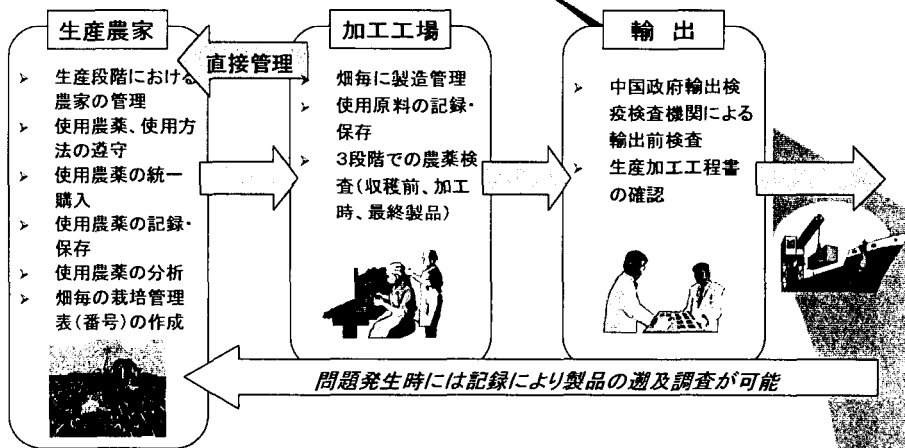 生産農家
➢ 生産段階における
農家の管理
➢ 使用農薬、使用方
法の遵守
➢ 使用農薬の統一
購入
➢ 使用農薬の記録・
保存
➢ 使用農薬の分析
➢ 畑毎の栽培管理
表(番号)の作成
直接管理
加工工場
➢ 畑毎に製造管理
➢ 使用原料の記録・
保存
➢ 3段階での農薬検
査(収穫前、加工
時、最終製品)
輸出
➢ 中国政府輸出検
疫検査機関による
輸出前検査
➢ 生産加工工程書
の確認
問題発生時には記録により製品の遡及調査が可能